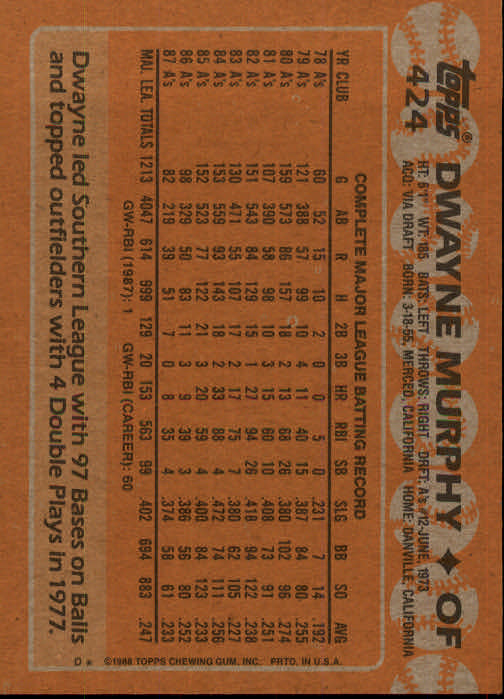 topps®
424
DWAYNE MURPHY ✦ OF
HT: 6'1" WT: 185 BATS: LEFT THROWS: RIGHT DRFT: A's #12-JUNE, 1973
ACQ: VIA DRAFT BORN: 3-18-55, MERCED, CALIFORNIA HOME: DANVILLE, CALIFORNIA
COMPLETE MAJOR LEAGUE BATTING RECORD
YR CLUB G AB R H 2B 3B HR RBI SB SLG BB SO AVG
78 A's 60 52 15 10 2 0 0 5 0 .231 7 14 .192
79 A's 121 388 57 99 10 4 11 40 15 .387 84 80 .255
80 A's 159 573 86 157 18 2 13 68 26 .380 102 96 .274
81 A's 107 390 58 98 10 3 15 60 10 .408 73 91 .251
82 A's 151 543 84 129 15 1 27 94 26 .418 94 122 .238
83 A's 130 471 55 107 17 2 17 75 7 .380 62 105 .227
84 A's 153 559 93 143 18 2 33 88 4 .472 74 111 .256
85 A's 152 523 77 122 21 3 20 59 4 .400 84 123 .233
86 A's 98 329 50 83 11 3 9 39 3 .386 56 80 .252
87 A's 82 219 39 51 7 0 8 35 4 .374 58 61 .233
MAJ. LEA. TOTALS 1213 4047 614 999 129 20 153 563 99 .402 694 883 .247
GW-RBI (1987): 1 GW-RBI (CAREER): 60
Dwayne led Southern League with 97 Bases on Balls
and topped outfielders with 4 Double Plays in 1977.
D* ©1988 TOPPS CHEWING GUM, INC. PRTD. IN U.S.A.